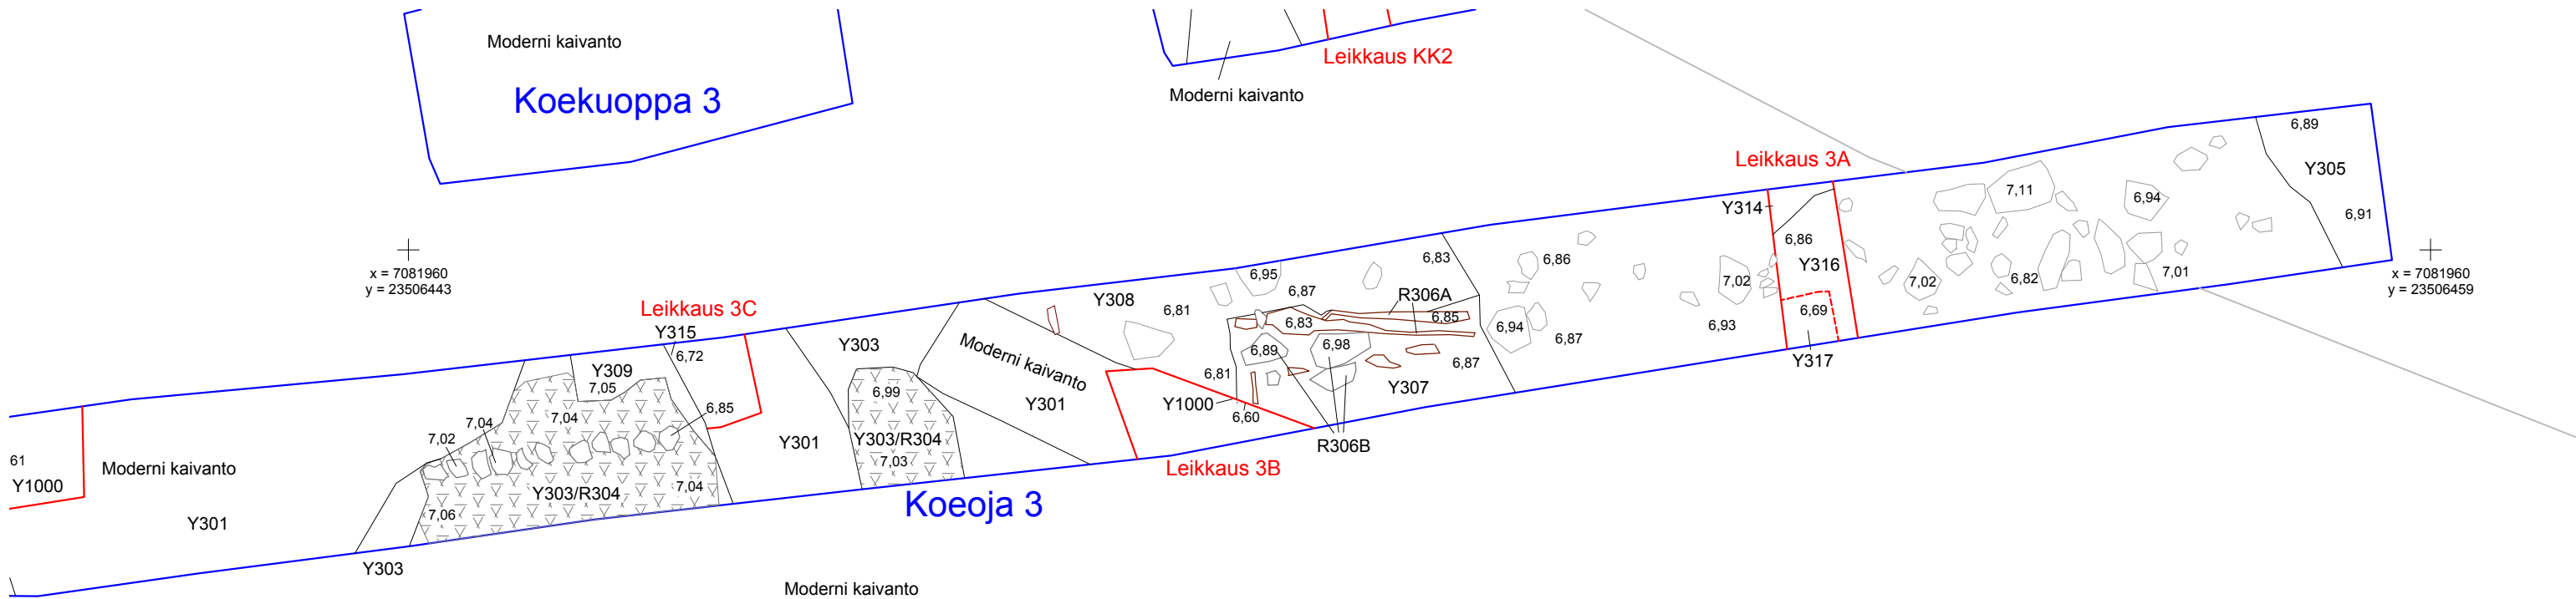 Moderni kaivanto
Koekuoppa 3
Leikkaus KK2
Moderni kaivanto
Leikkaus 3A
6,89
Y305
6,91
7,11
6,94
Y314
6,86
Y316
6,83
6,86
6,95
6,87
7,02
7,02
6,82
7,01
x = 7081960
y = 23506443
x = 7081960
y = 23506459
Leikkaus 3C
Y315
6,72
Y308
6,81
R306A
6,83
6,85
6,94
6,87
6,93
6,69
Y317
Y303
Moderni kaivanto
Y301
6,89
6,98
6,87
Y307
6,81
Y1000
6,60
R306B
Y309
7,05
6,99
6,85
7,04
7,04
7,02
Y301
Y303/R304
7,03
Leikkaus 3B
61
Y1000
Moderni kaivanto
Y301
Y303/R304
7,04
7,06
Koeoja 3
Y303
Moderni kaivanto